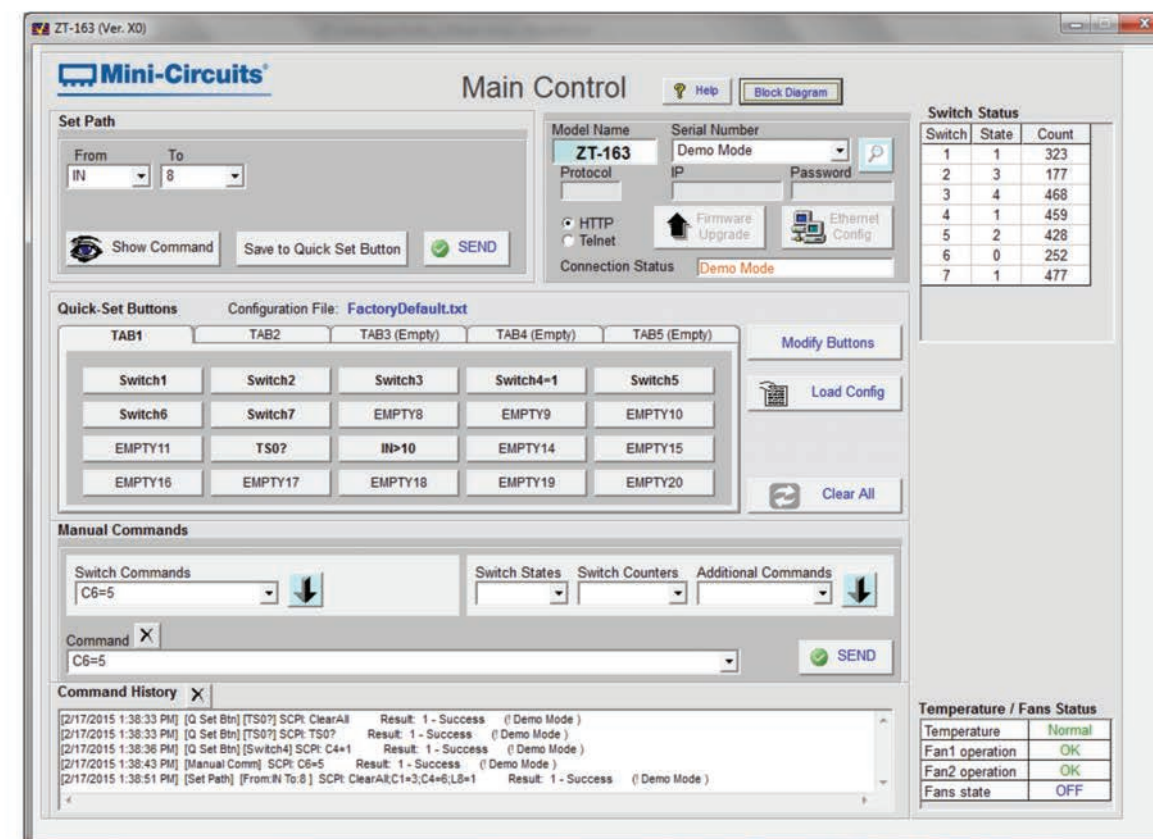 ZT-163 (Ver. X0)
Mini-Circuits®
Main Control
Help
Block Diagram
Set Path
From To
IN 8
Show Command
Save to Quick Set Button
SEND
Model Name Serial Number
ZT-163 Demo Mode
Protocol IP Password
HTTP
Telnet
Firmware
Upgrade
Ethernet
Config
Connection Status Demo Mode
Switch Status
Switch State Count
1 1 323
2 3 177
3 4 468
4 1 459
5 2 428
6 0 252
7 1 477
Quick-Set Buttons Configuration File: FactoryDefault.txt
TAB1 TAB2 TAB3 (Empty) TAB4 (Empty) TAB5 (Empty)
Switch1 Switch2 Switch3 Switch4=1 Switch5
Switch6 Switch7 EMPTY8 EMPTY9 EMPTY10
EMPTY11 TS0? IN>10 EMPTY14 EMPTY15
EMPTY16 EMPTY17 EMPTY18 EMPTY19 EMPTY20
Modify Buttons
Load Config
Clear All
Manual Commands
Switch Commands
C6=5
Switch States Switch Counters Additional Commands
Command X
C6=5
SEND
Command History X
[2/17/2015 1:38:33 PM] [Q Set Btn] [TS0?] SCPI: ClearAll Result: 1 - Success (! Demo Mode )
[2/17/2015 1:38:33 PM] [Q Set Btn] [TS0?] SCPI: TS0? Result: 1 - Success (! Demo Mode )
[2/17/2015 1:38:36 PM] [Q Set Btn] [Switch4] SCPI: C4=1 Result: 1 - Success (! Demo Mode )
[2/17/2015 1:38:43 PM] [Manual Comm] SCPI: C6=5 Result: 1 - Success (! Demo Mode )
[2/17/2015 1:38:51 PM] [Set Path] [From:IN To:8 ] SCPI: ClearAll;C1=3;C4=6;L8=1 Result: 1 - Success (! Demo Mode )
Temperature / Fans Status
Temperature Normal
Fan1 operation OK
Fan2 operation OK
Fans state OFF